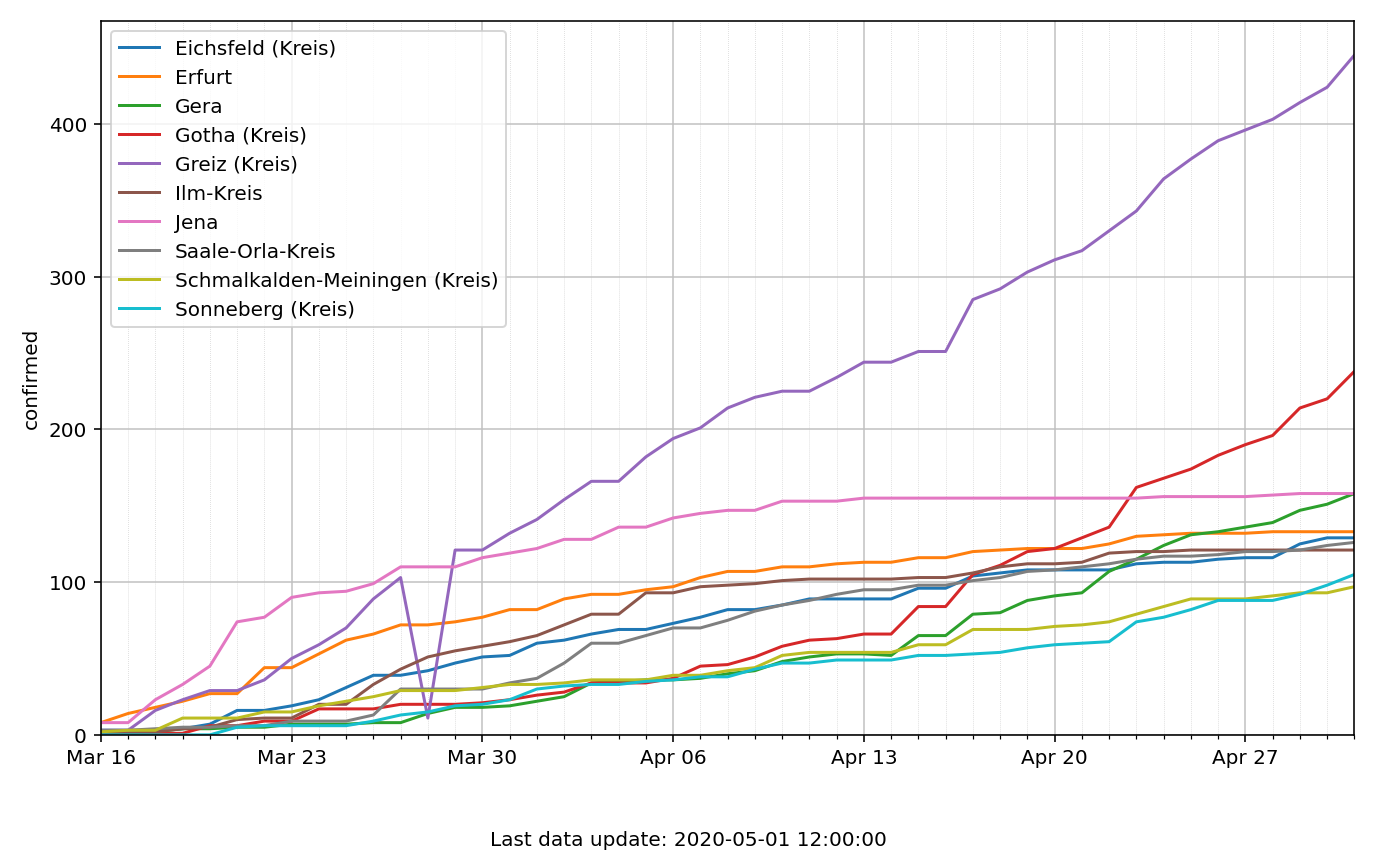 Eichsfeld (Kreis)
Erfurt
Gera
Gotha (Kreis)
Greiz (Kreis)
Ilm-Kreis
Jena
Saale-Orla-Kreis
Schmalkalden-Meiningen (Kreis)
Sonneberg (Kreis)
confirmed
400
300
200
100
0
Mar 16 Mar 23 Mar 30 Apr 06 Apr 13 Apr 20 Apr 27
Last data update: 2020-05-01 12:00:00